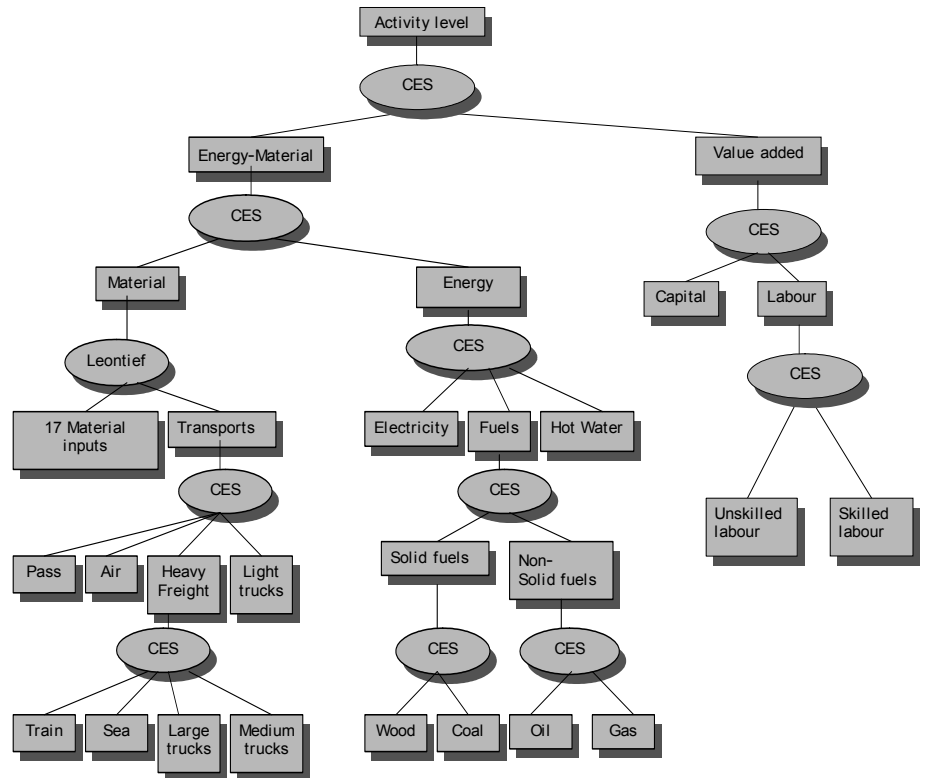 Activity level
CES
Energy-Material
Value added
CES
CES
Material
Energy
Capital
Labour
Leontief
CES
CES
17 Material
inputs
Transports
Electricity
Fuels
Hot Water
CES
CES
Unskilled
labour
Skilled
labour
Pass
Air
Heavy
Freight
Light
trucks
Solid fuels
Non-
Solid fuels
CES
CES
CES
Train
Sea
Large
trucks
Medium
trucks
Wood
Coal
Oil
Gas